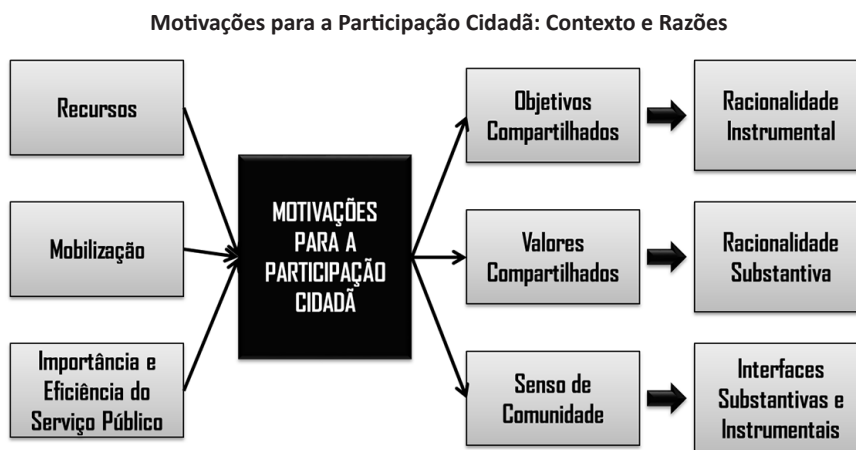 Motivações para a Participação Cidadã: Contexto e Razões
Recursos
Mobilização
Importância e
Eficiência do
Serviço Público
MOTIVAÇÕES
PARA A
PARTICIPAÇÃO
CIDADÃ
Objetivos
Compartilhados
Valores
Compartilhados
Senso de
Comunidade
Racionalidade
Instrumental
Racionalidade
Substantiva
Interfaces
Substantivas e
Instrumentais